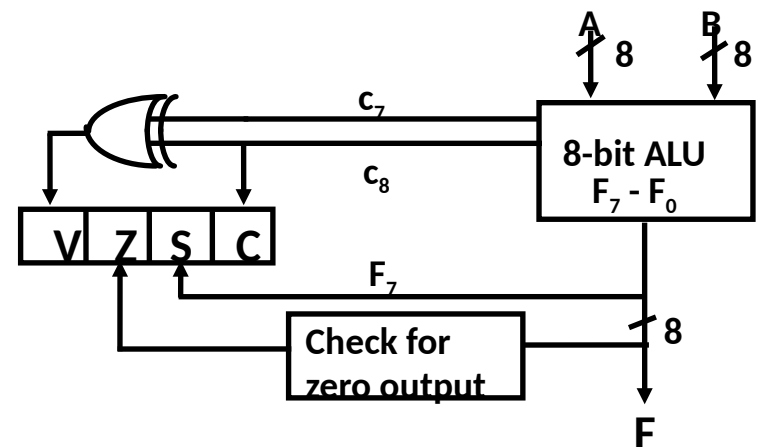 A B
8 8
c7
8-bit ALU
c8
F7 - F0
V Z S C
F7
8
Check for
zero output
F